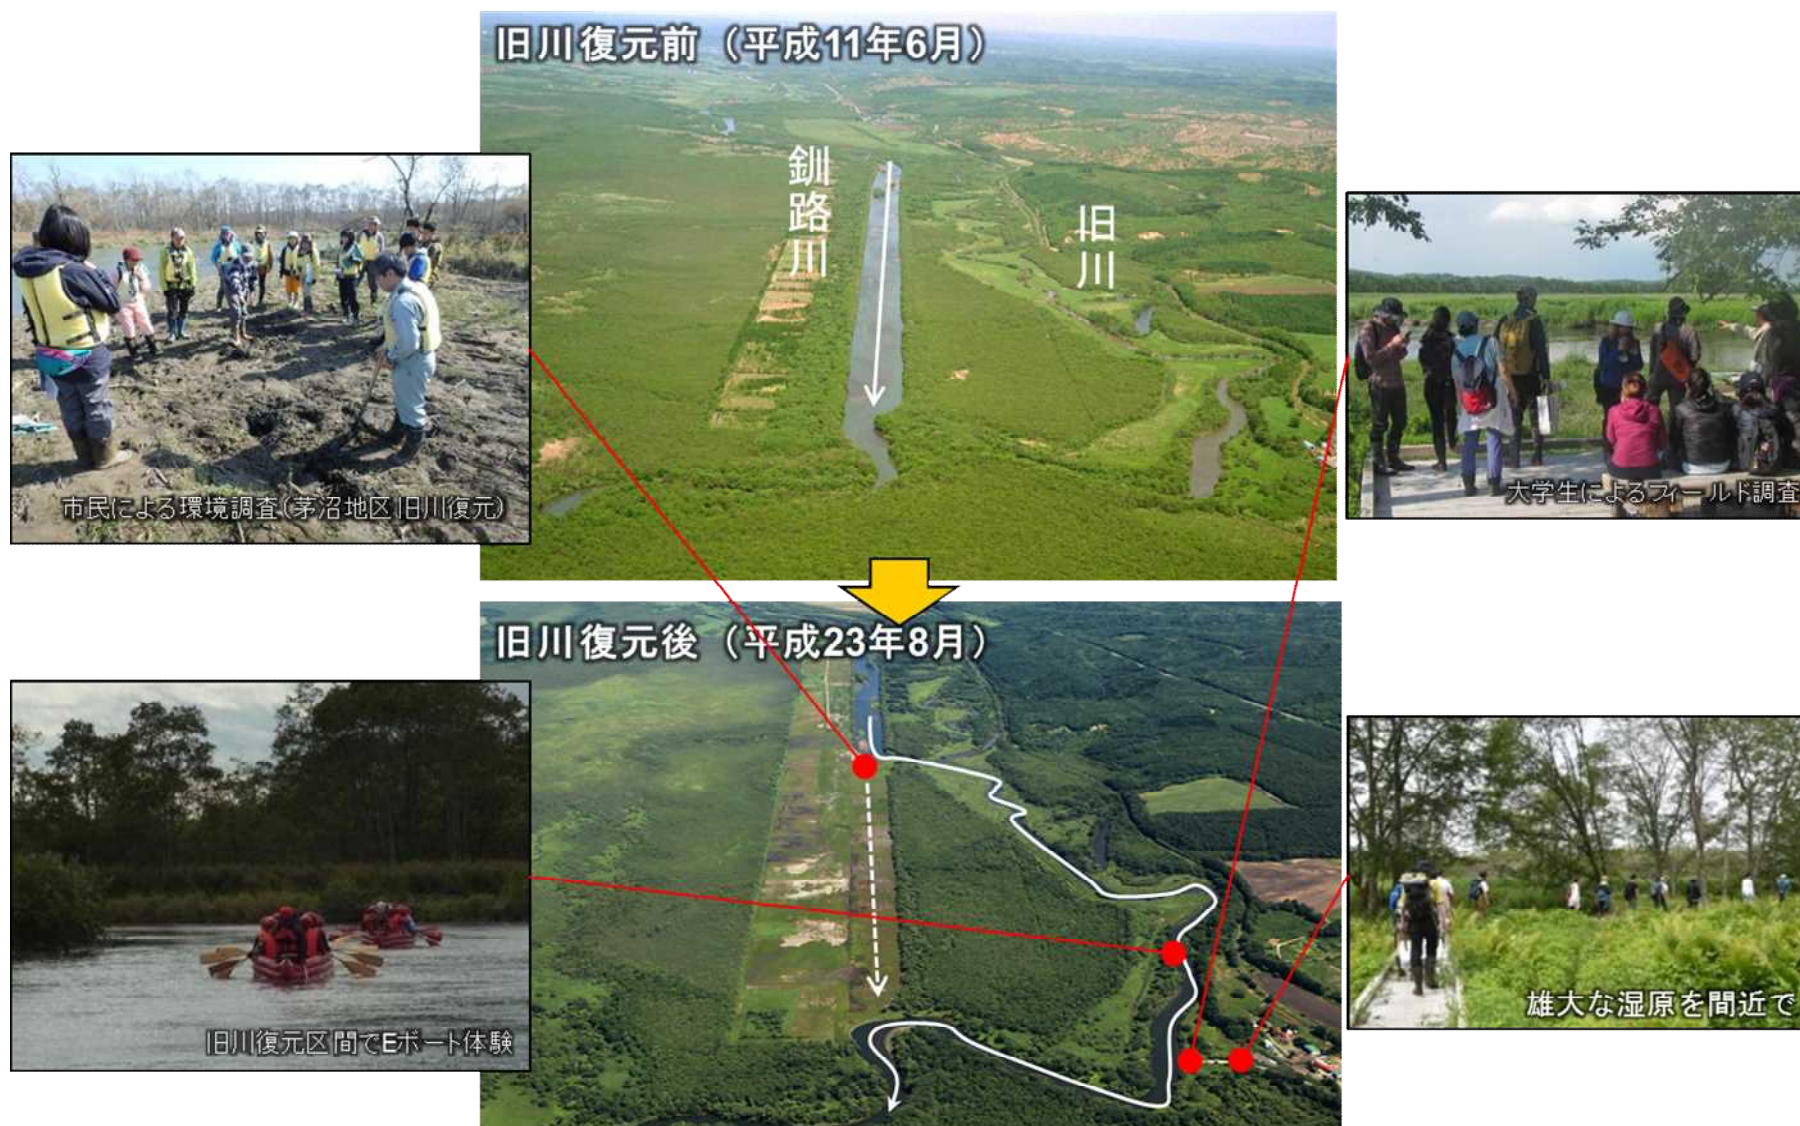 旧川復元前（平成11年6月）
釧路川
旧川
市民による環境調査（茅沼地区旧川復元）
大学生によるフィールド調査
旧川復元後（平成23年8月）
旧川復元区間でEボート体験
雄大な湿原を間近で